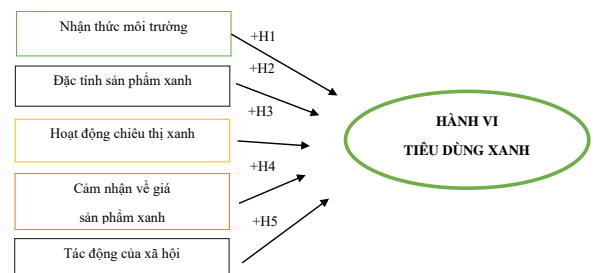 Nhận thức môi trường
+H1
+H2
Đặc tính sản phẩm xanh
+H3
Hoạt động chiêu thị xanh
+H4
Cảm nhận về giá
sản phẩm xanh
+H5
Tác động của xã hội
HÀNH VI
TIÊU DÙNG XANH